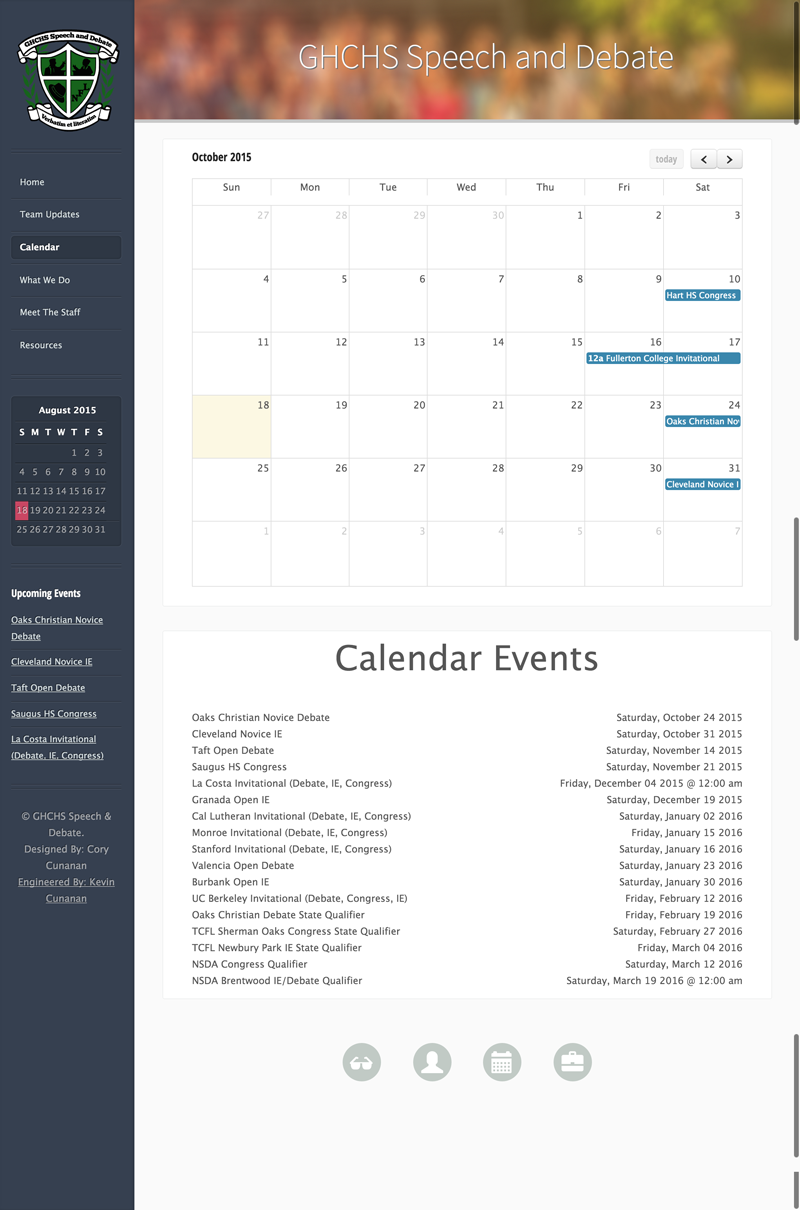 GHCHS Speech and Debate
Verbatim et literatim
Home
Team Updates
Calendar
What We Do
Meet The Staff
Resources
August 2015
S M T W T F S
1 2 3
4 5 6 7 8 9 10
11 12 13 14 15 16 17
18 19 20 21 22 23 24
25 26 27 28 29 30 31
Upcoming Events
Oaks Christian Novice
Debate
Cleveland Novice IE
Taft Open Debate
Saugus HS Congress
La Costa Invitational
(Debate, IE, Congress)
© GHCHS Speech &
Debate.
Designed By: Cory
Cunanan
Engineered By: Kevin
Cunanan
GHCHS Speech and Debate
October 2015
today
Sun Mon Tue Wed Thu Fri Sat
27 28 29 30 1 2 3
4 5 6 7 8 9 10
Hart HS Congress
11 12 13 14 15 16 17
12a Fullerton College Invitational
18 19 20 21 22 23 24
Oaks Christian Nov
25 26 27 28 29 30 31
Cleveland Novice I
1 2 3 4 5 6 7
Calendar Events
Oaks Christian Novice Debate Saturday, October 24 2015
Cleveland Novice IE Saturday, October 31 2015
Taft Open Debate Saturday, November 14 2015
Saugus HS Congress Saturday, November 21 2015
La Costa Invitational (Debate, IE, Congress) Friday, December 04 2015 @ 12:00 am
Granada Open IE Saturday, December 19 2015
Cal Lutheran Invitational (Debate, IE, Congress) Saturday, January 02 2016
Monroe Invitational (Debate, IE, Congress) Friday, January 15 2016
Stanford Invitational (Debate, IE, Congress) Saturday, January 16 2016
Valencia Open Debate Saturday, January 23 2016
Burbank Open IE Saturday, January 30 2016
UC Berkeley Invitational (Debate, Congress, IE) Friday, February 12 2016
Oaks Christian Debate State Qualifier Friday, February 19 2016
TCFL Sherman Oaks Congress State Qualifier Saturday, February 27 2016
TCFL Newbury Park IE State Qualifier Friday, March 04 2016
NSDA Congress Qualifier Saturday, March 12 2016
NSDA Brentwood IE/Debate Qualifier Saturday, March 19 2016 @ 12:00 am